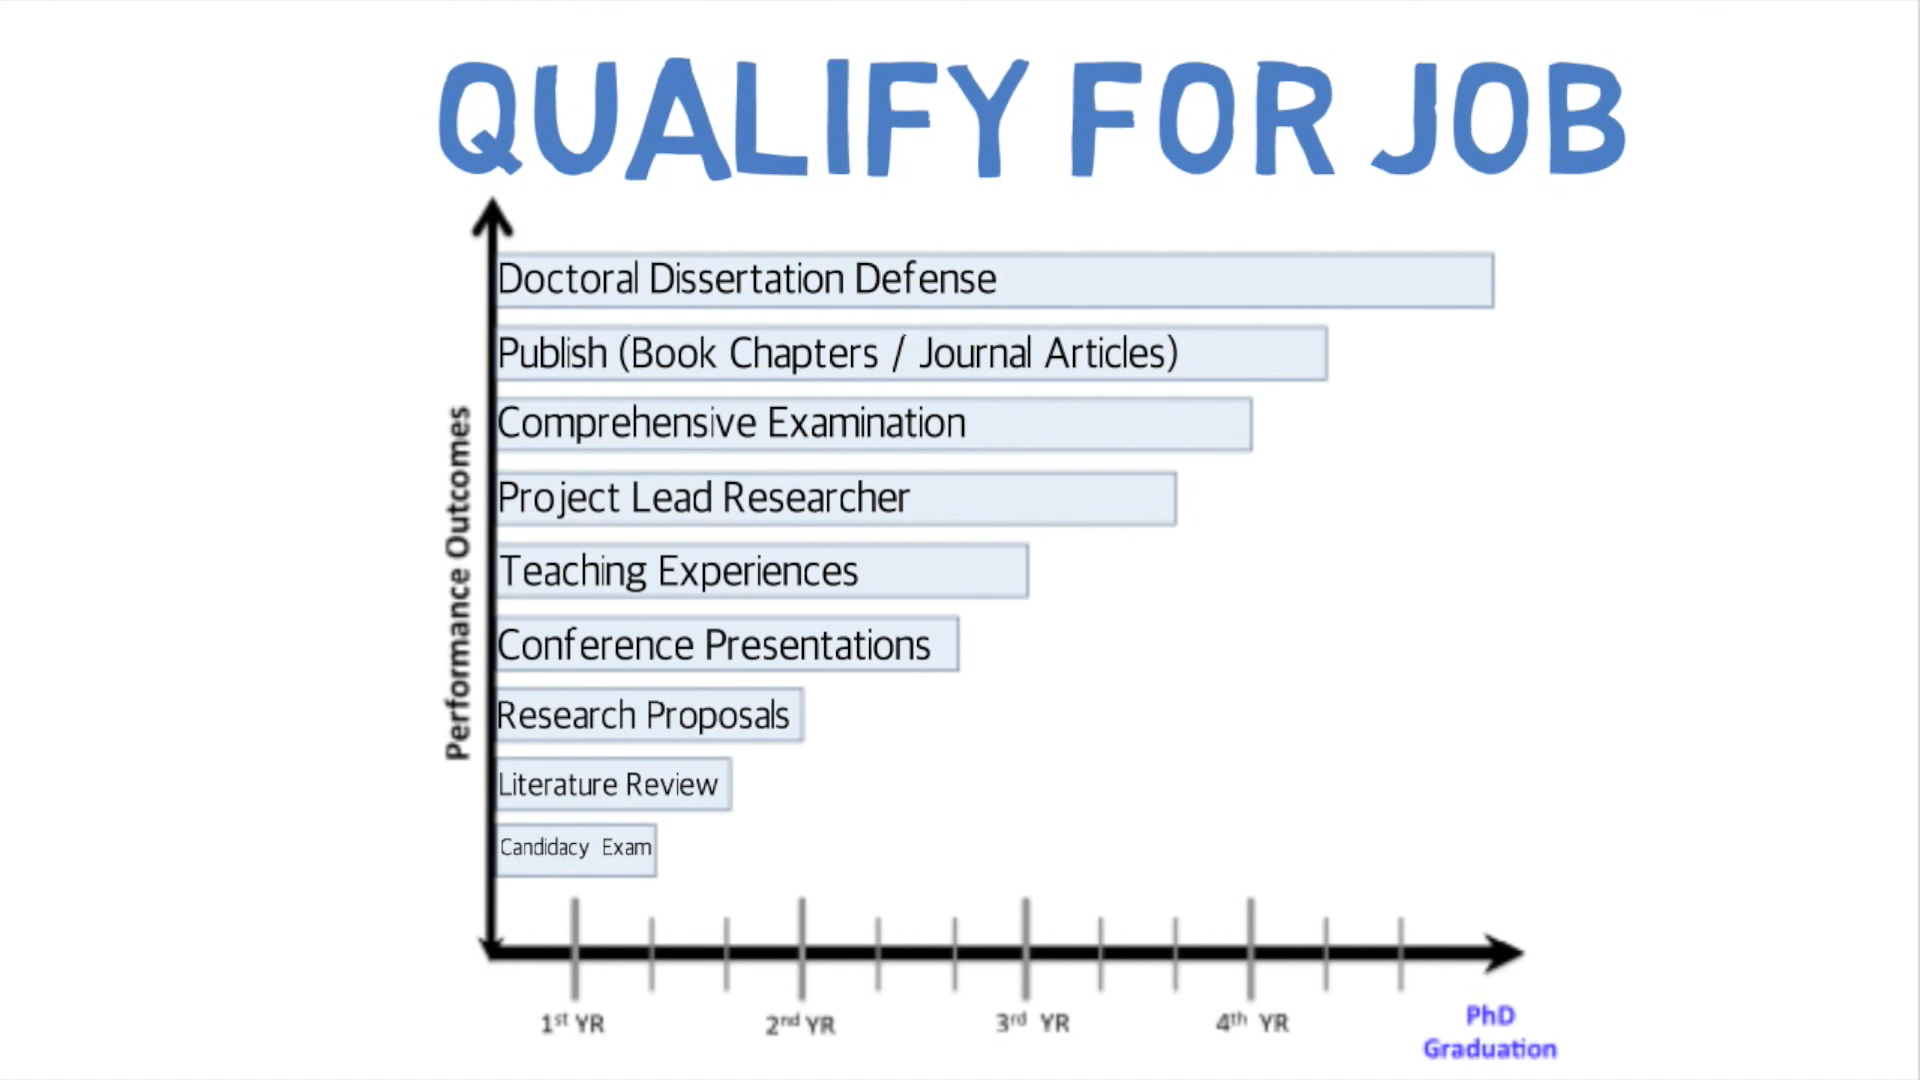 QUALIFY FOR JOB
Doctoral Dissertation Defense
Publish (Book Chapters / Journal Articles)
Comprehensive Examination
Project Lead Researcher
Teaching Experiences
Conference Presentations
Research Proposals
Literature Review
Candidacy Exam
Performance Outcomes
1st YR
2nd YR
3rd YR
4th YR
PhD
Graduation